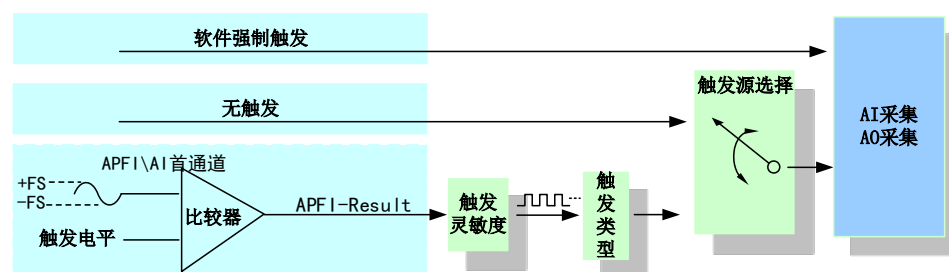 软件强制触发
无触发
触发源选择
AI采集
AO采集
APFI\AI首通道
+FS
-FS
比较器
APFI-Result
触发电平
触发
灵敏度
触
发
类
型